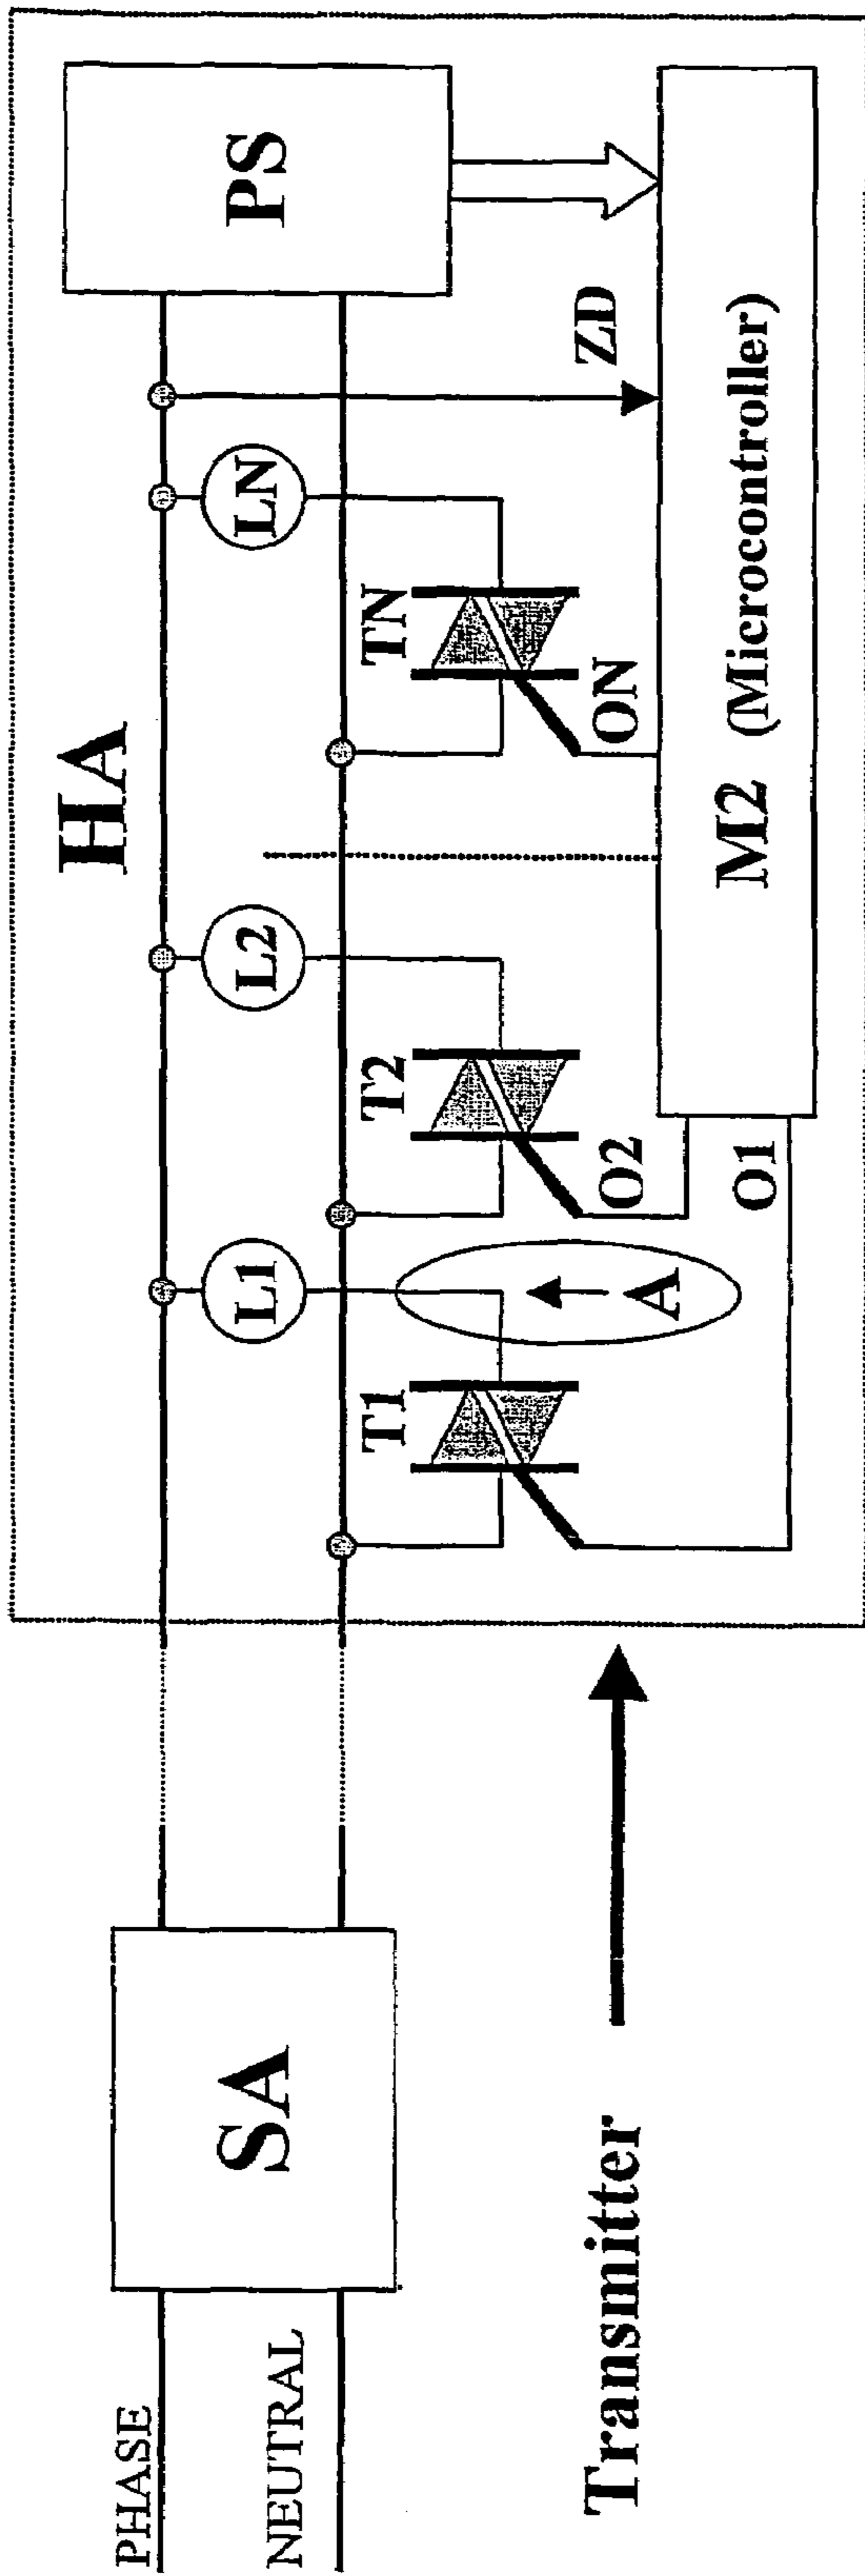 PHASE
NEUTRAL
SA
Transmitter
HA
L1
L2
LN
PS
T1
T2
TN
A
O2
ON
ZD
O1
M2 (Microcontroller)